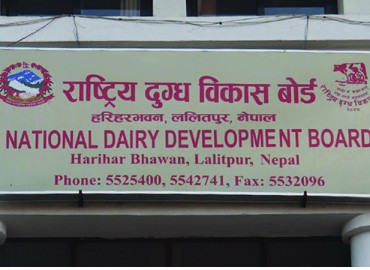 राष्ट्रिय दुग्ध विकास बोर्ड
हरिहरभवन, ललितपुर, नेपाल
NATIONAL DAIRY DEVELOPMENT BOARD
Harihar Bhawan, Lalitpur, Nepal
Phone: 5525400, 5542741, Fax: 5532096